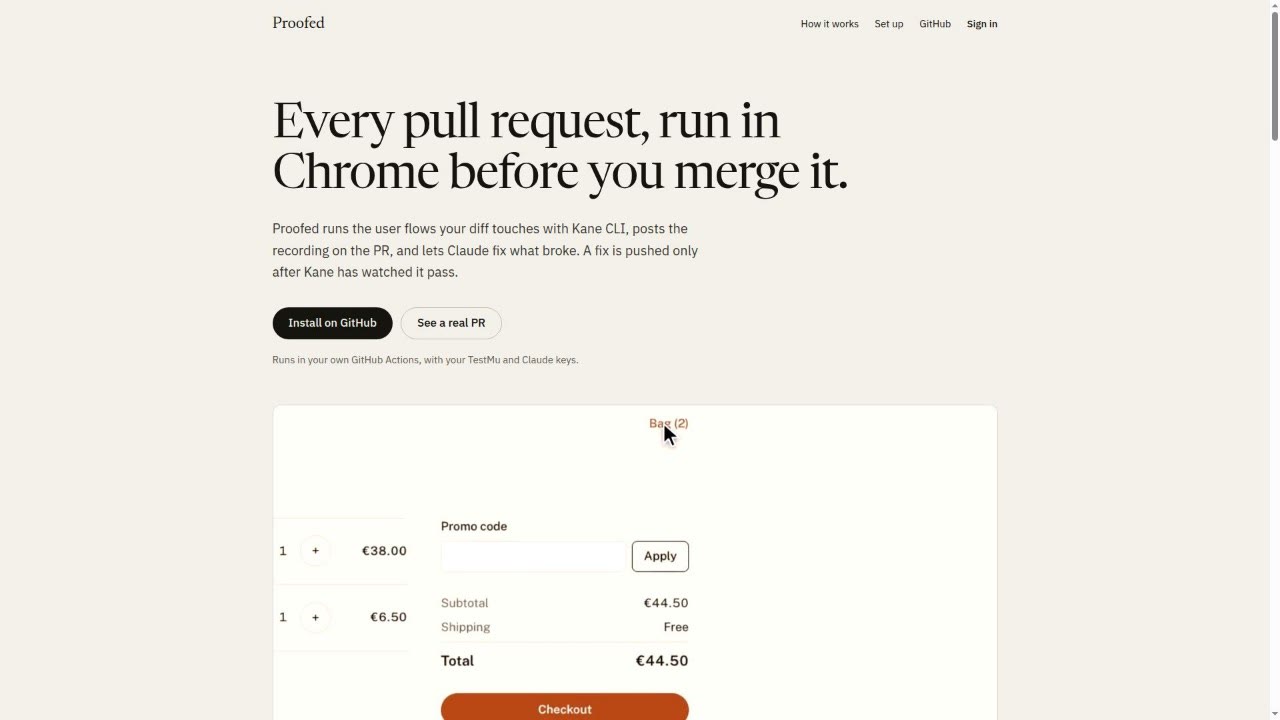 Proofed
How it works
Set up
GitHub
Sign in
Every pull request, run in
Chrome before you merge it.
Proofed runs the user flows your diff touches with Kane CLI, posts the
recording on the PR, and lets Claude fix what broke. A fix is pushed only
after Kane has watched it pass.
Install on GitHub
See a real PR
Runs in your own GitHub Actions, with your TestMu and Claude keys.
Bag (2)
Promo code
1 + €38.00
Apply
Subtotal €44.50
1 + €6.50
Shipping Free
Total €44.50
Checkout